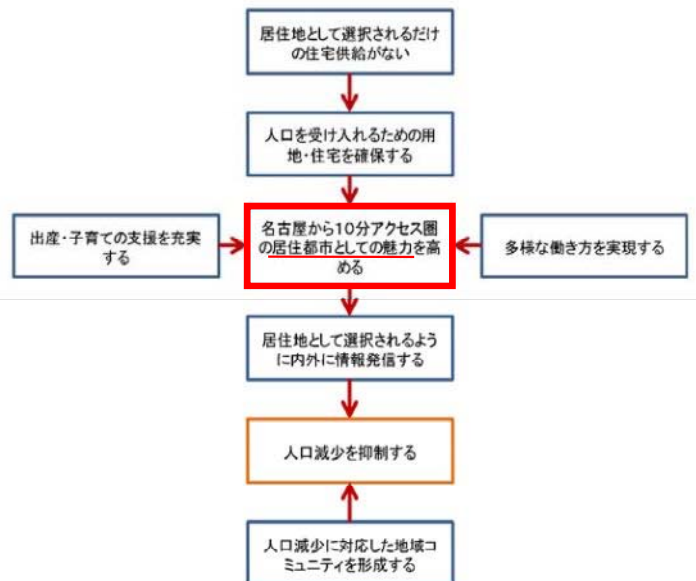 居住地として選択されるだけ
の住宅供給がない
人口を受け入れるための用
地・住宅を確保する
出産・子育ての支援を充実
する
名古屋から10分アクセス圏
の居住都市としての魅力を高
める
多様な働き方を実現する
居住地として選択されるよう
に内外に情報発信する
人口減少を抑制する
人口減少に対応した地域コ
ミュニティを形成する